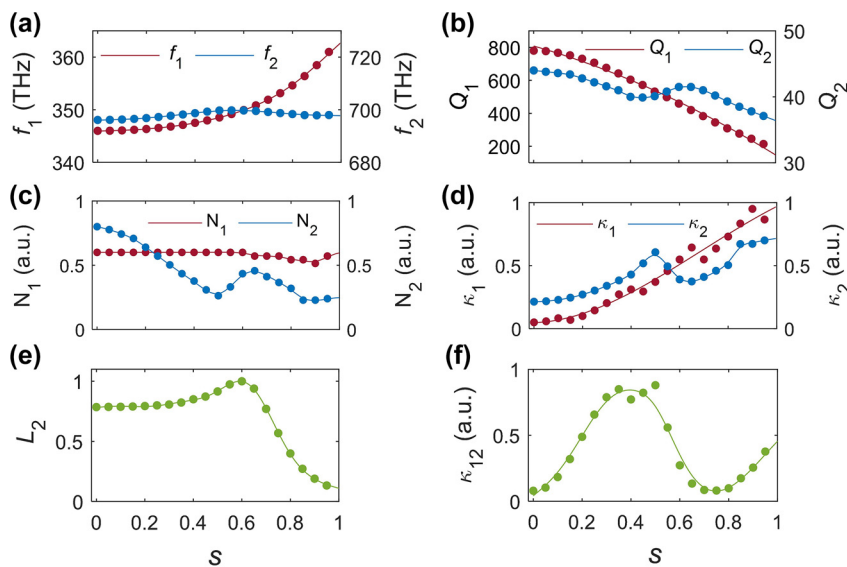 (a)
f1
f2
360
350
340
f1 (THz)
720
700
680
f2 (THz)
(b)
Q1
Q2
800
600
400
200
Q1
50
40
30
Q2
(c)
N1
N2
1
0.5
0
N1 (a.u.)
1
0.5
0
N2 (a.u.)
(d)
κ1
κ2
1
0.5
0
κ1 (a.u.)
1
0.5
0
κ2 (a.u.)
(e)
1
0.5
0
L2
0 0.2 0.4 0.6 0.8 1
S
(f)
1
0.5
0
κ12 (a.u.)
0.0 0.2 0.4 0.6 0.8 1
S